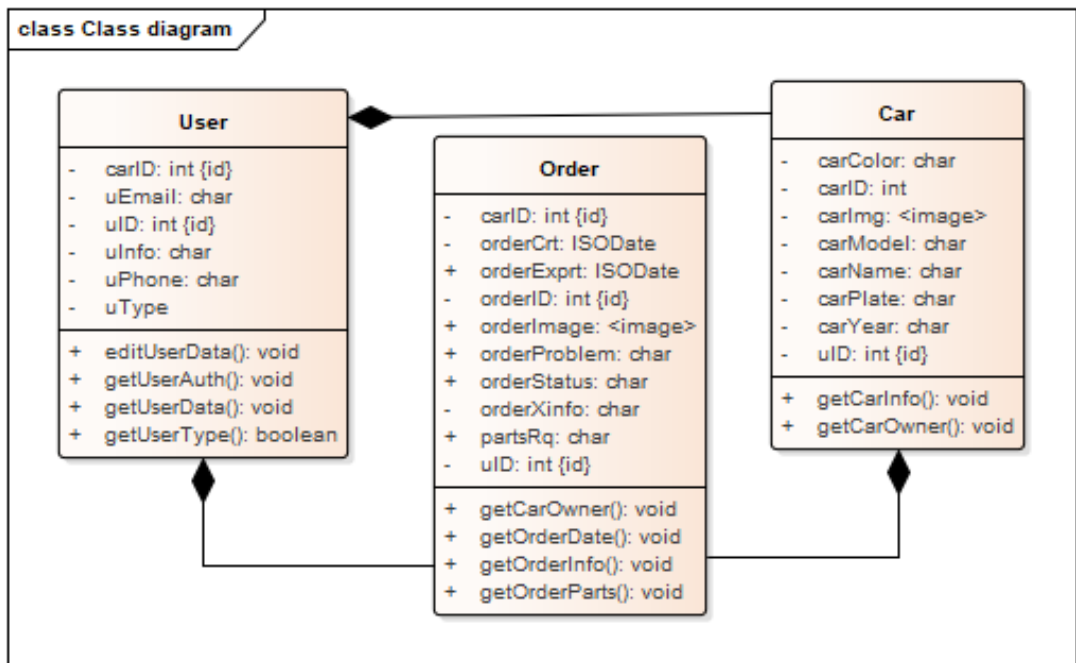 class Class diagram
User
- carID: int {id}
- uEmail: char
- uID: int {id}
- uInfo: char
- uPhone: char
- uType
+ editUserData(): void
+ getUserAuth(): void
+ getUserData(): void
+ getUserType(): boolean
Order
- carID: int {id}
- orderCrt: ISODate
+ orderExprt: ISODate
- orderID: int {id}
+ orderImage: <image>
+ orderProblem: char
+ orderStatus: char
- orderXinfo: char
+ partsRq: char
- uID: int {id}
+ getCarOwner(): void
+ getOrderDate(): void
+ getOrderInfo(): void
+ getOrderParts(): void
Car
- carColor: char
- carID: int
- carImg: <image>
- carModel: char
- carName: char
- carPlate: char
- carYear: char
- uID: int {id}
+ getCarInfo(): void
+ getCarOwner(): void